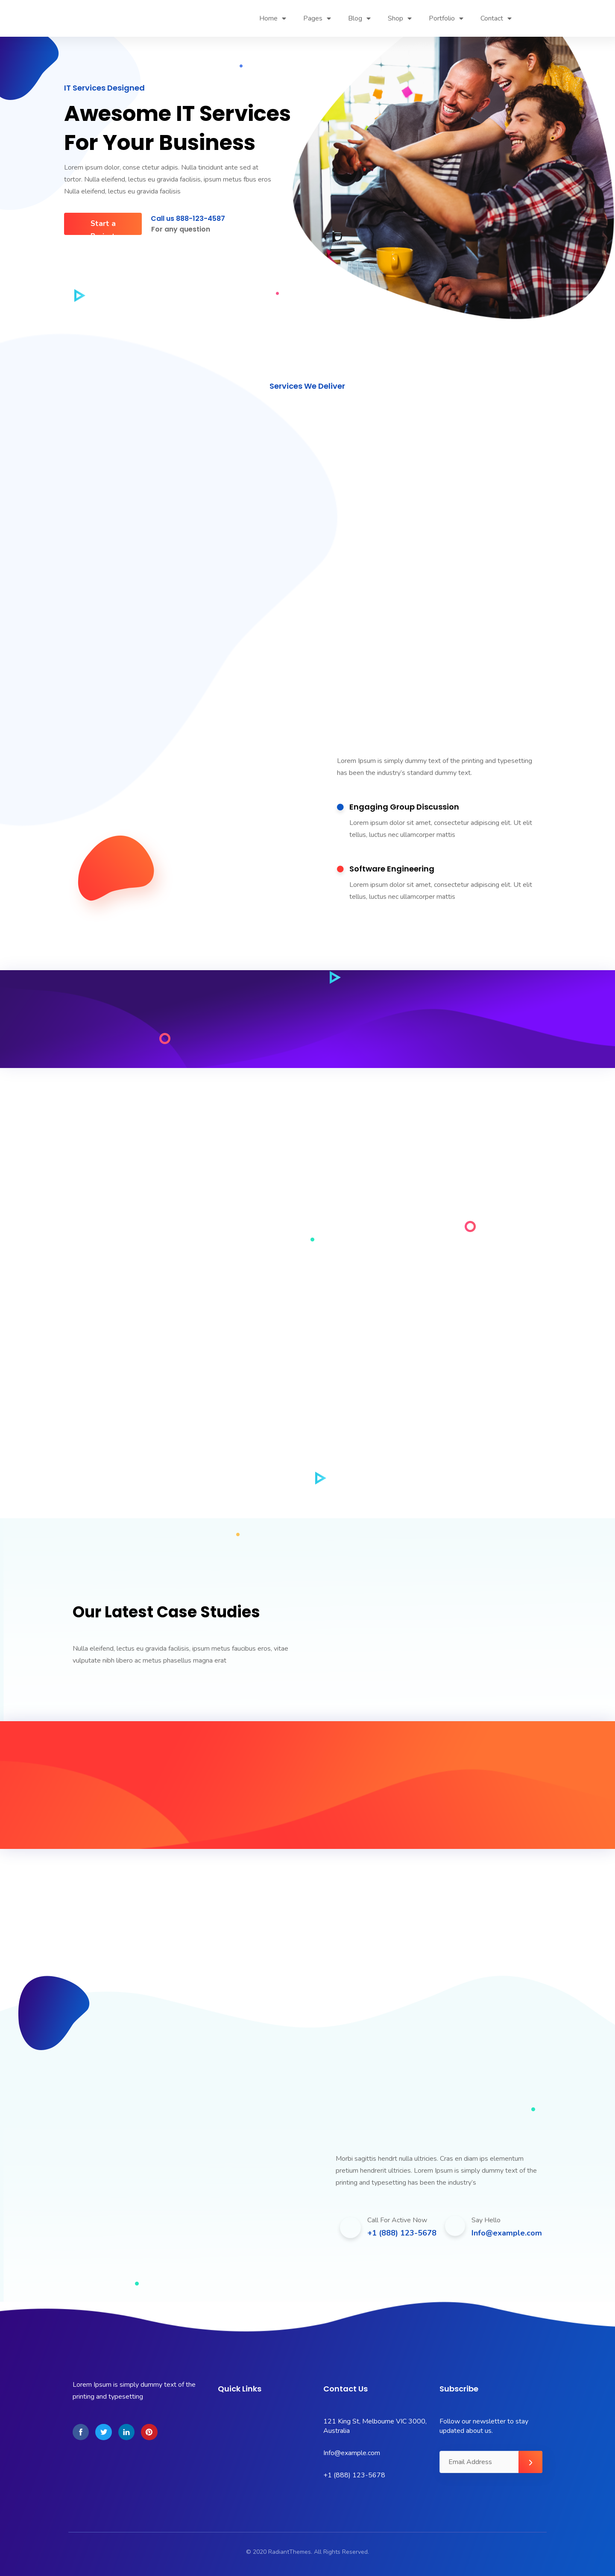 Home Pages Blog Shop Portfolio Contact
IT Services Designed
Awesome IT Services
For Your Business
Lorem ipsum dolor, conse ctetur adipis. Nulla tincidunt ante sed at
tortor. Nulla eleifend, lectus eu gravida facilisis, ipsum metus fbus eros
Nulla eleifend, lectus eu gravida facilisis
Start a
Call us 888-123-4587
For any question
Services We Deliver
Lorem Ipsum is simply dummy text of the printing and typesetting
has been the industry's standard dummy text.
Engaging Group Discussion
Lorem ipsum dolor sit amet, consectetur adipiscing elit. Ut elit
tellus, luctus nec ullamcorper mattis
Software Engineering
Lorem ipsum dolor sit amet, consectetur adipiscing elit. Ut elit
tellus, luctus nec ullamcorper mattis
Our Latest Case Studies
Nulla eleifend, lectus eu gravida facilisis, ipsum metus faucibus eros, vitae
vulputate nibh libero ac metus phasellus magna erat
Morbi sagittis hendrt nulla ultricies. Cras en diam ips elementum
pretium hendrerit ultricies. Lorem Ipsum is simply dummy text of the
printing and typesetting has been the industry's
Call For Active Now
+1 (888) 123-5678
Say Hello
Info@example.com
Lorem Ipsum is simply dummy text of the
printing and typesetting
Quick Links
Contact Us
121 King St, Melbourne VIC 3000,
Australia
Info@example.com
+1 (888) 123-5678
Subscribe
Follow our newsletter to stay
updated about us.
Email Address
© 2020 RadiantThemes. All Rights Reserved.